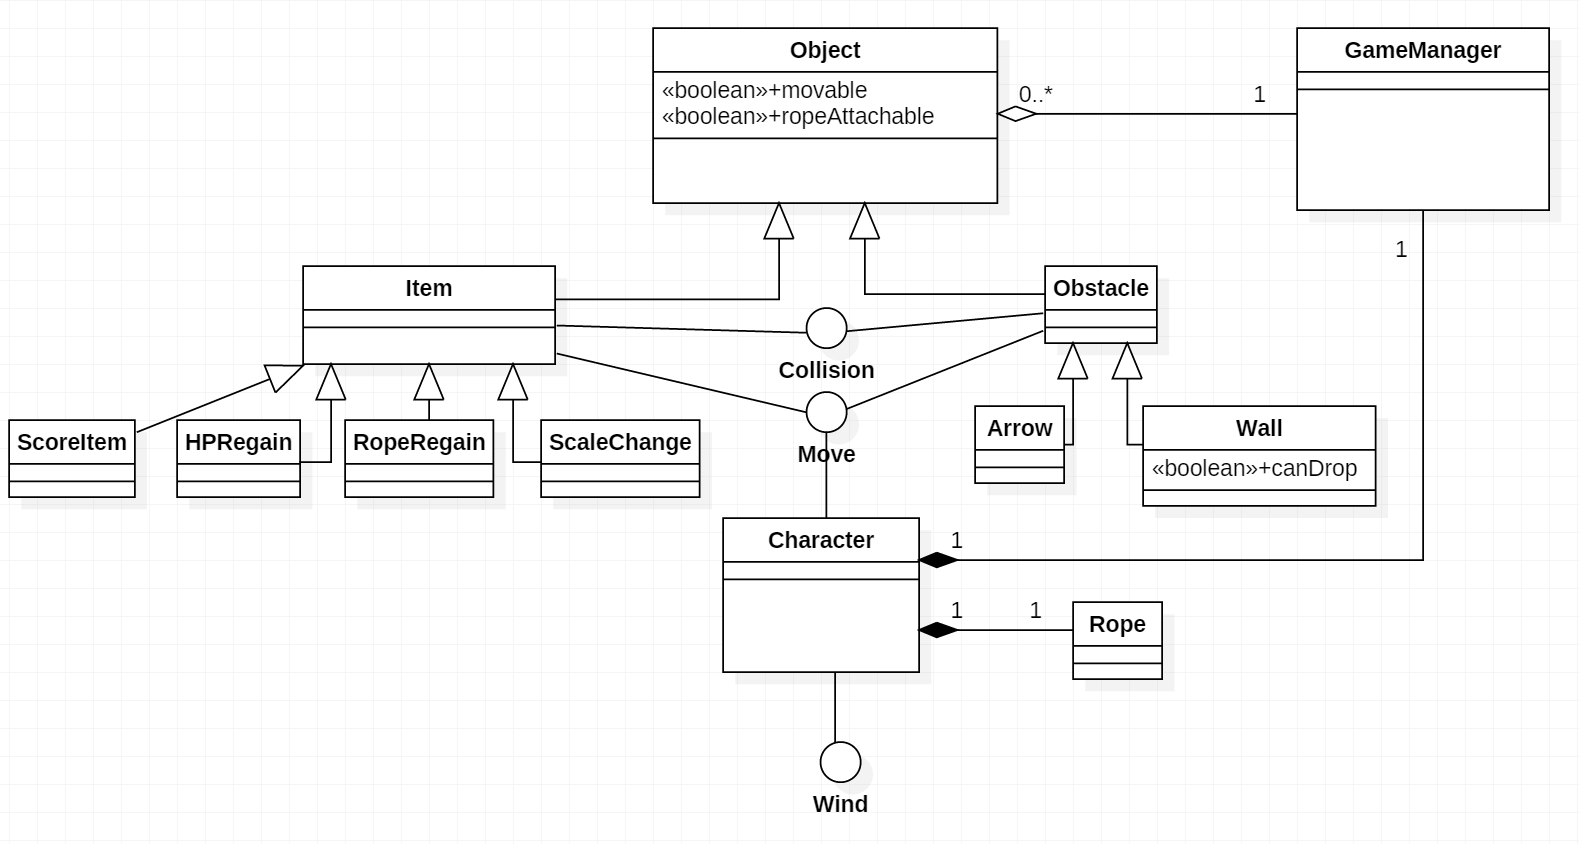 Object
«boolean»+movable
«boolean»+ropeAttachable
0..*
1
GameManager
1
Item
Obstacle
Collision
Move
ScoreItem
HPRegain
RopeRegain
ScaleChange
Arrow
Wall
«boolean»+canDrop
Character
1
1
1
Rope
Wind